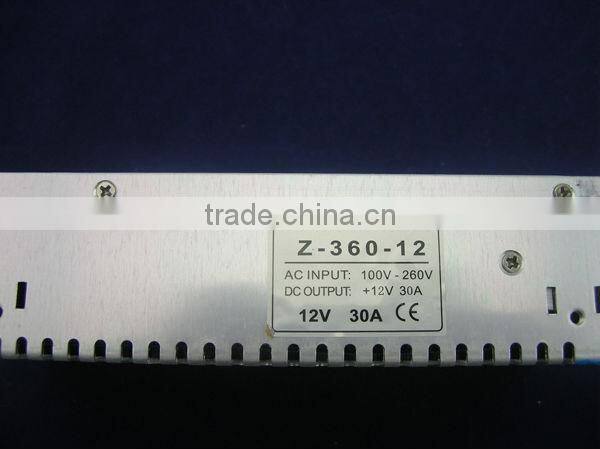 trade.china.cn
Z-360-12
AC INPUT: 100V - 260V
DC OUTPUT: +12V 30A
12V 30A CE